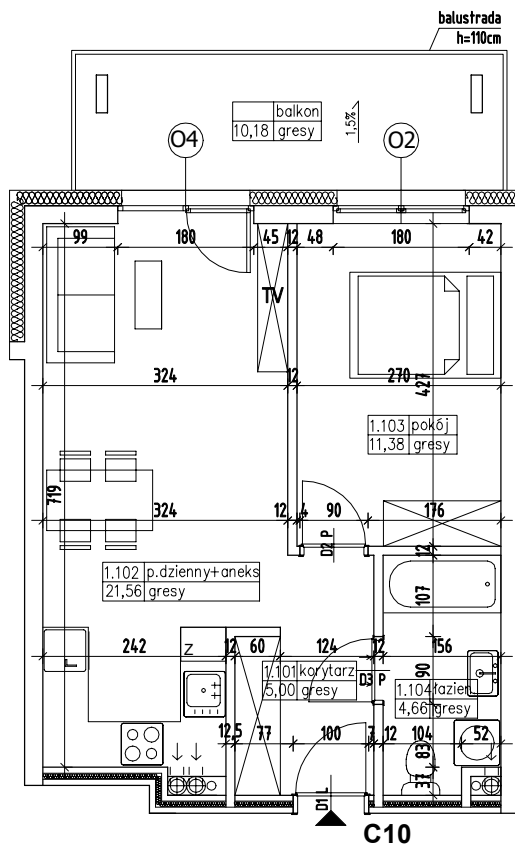 balustrada
h=110cm
balkon
10,18 gresy
1,5%
O4
O2
99 180 45 12 48 180 42
TV
324 12 270
427
1.103 pokój
11,38 gresy
719
324 12 4 90 176
D2 P
12
1.102 p.dzienny+aneks
21,56 gresy
107
242 12 60 124 12 156
L
Z
1.101 korytarz
5,00 gresy
D3 P
90
1.104 łazien
4,66 gresy
12,5 77 100 7 12 104 52
83
37
D1 L
C10